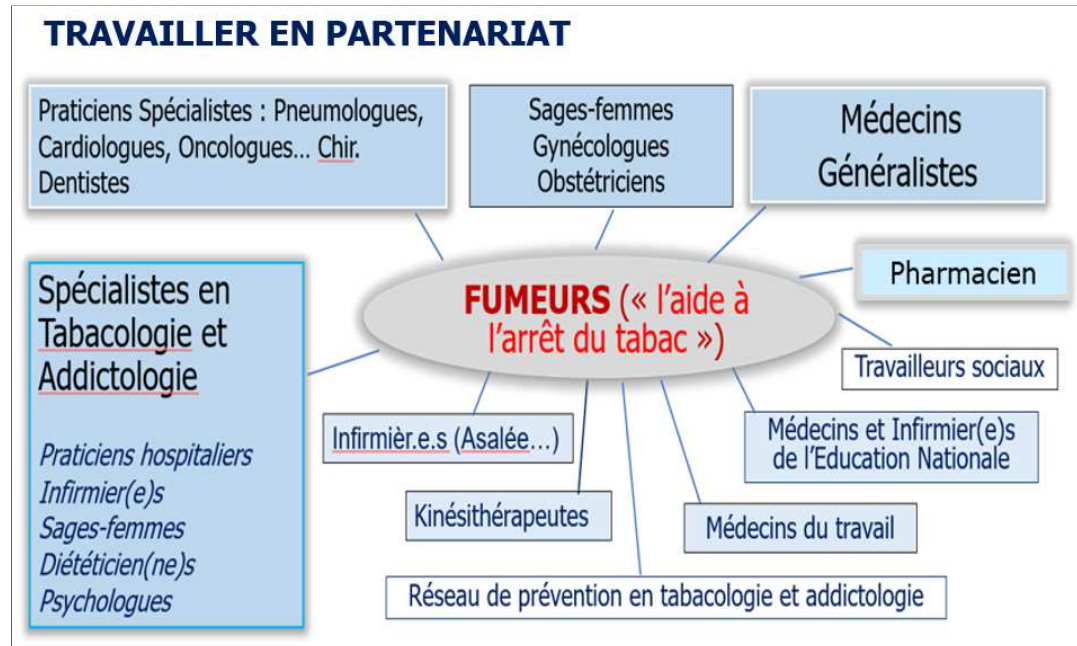 TRAVAILLER EN PARTENARIAT
Praticiens Spécialistes : Pneumologues,
Cardiologues, Oncologues... Chir.
Dentistes
Sages-femmes
Gynécologues
Obstétriciens
Médecins
Généralistes
Spécialistes en
Tabacologie et
Addictologie
Praticiens hospitaliers
Infirmier(e)s
Sages-femmes
Diététicien(ne)s
Psychologues
FUMEURS (« l'aide à
l'arrêt du tabac »)
Pharmacien
Travailleurs sociaux
Infirmièr.e.s (Asalée...)
Médecins et Infirmier(e)s
de l'Education Nationale
Kinésithérapeutes
Médecins du travail
Réseau de prévention en tabacologie et addictologie